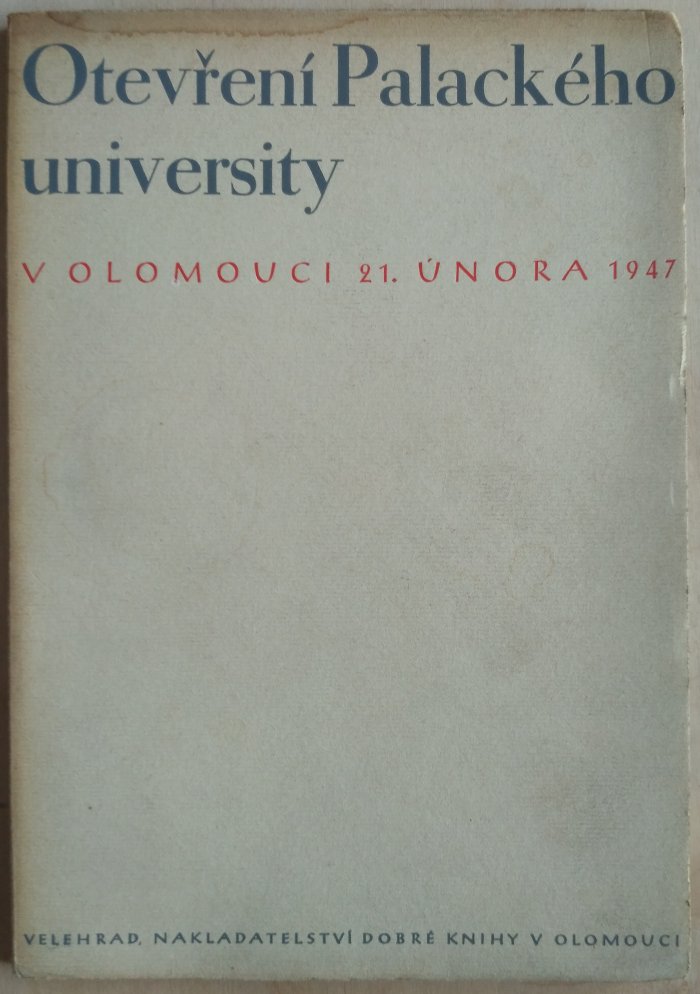 Otevření Palackého
university
V OLOMOUCI 21. ÚNORA 1947
VELEHRAD, NAKLADATELSTVÍ DOBRÉ KNIHY V OLOMOUCI